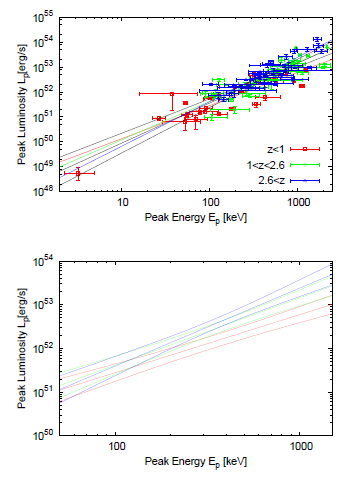 10^55
10^54
10^53
10^52
10^51
10^50
10^49
10^48
Peak Luminosity L_p[erg/s]
z<1
1<z<2.6
2.6<z
10 100 1000
Peak Energy E_p [keV]
10^54
10^53
10^52
10^51
10^50
Peak Luminosity L_p[erg/s]
100 1000
Peak Energy E_p [keV]